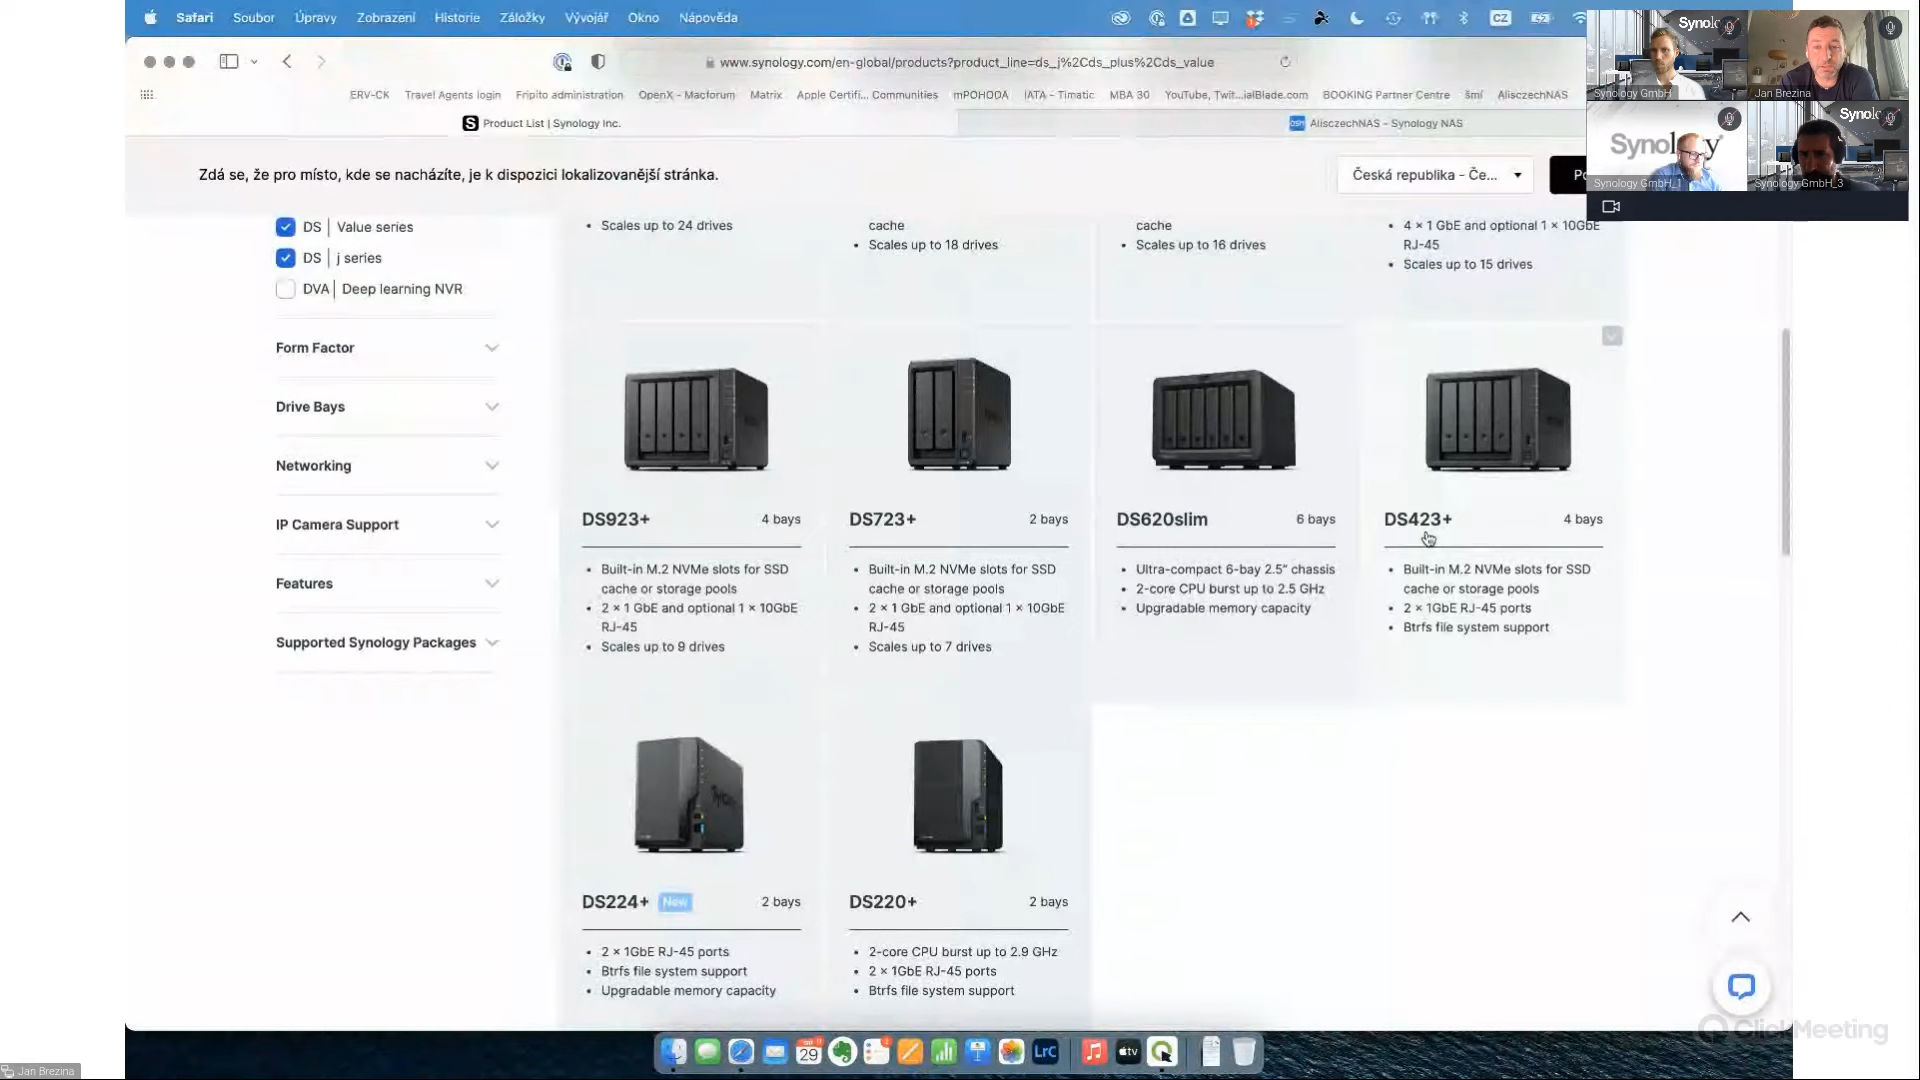 Safari Soubor Úpravy Zobrazení Historie Záložky Vývojář Okno Nápověda
CZ
www.synology.com/en-global/products?product_line=ds_j%2Cds_plus%2Cds_value
ERV-CK Travel Agents login Fripito administration OpenX - Macforum Matrix Apple Certifi... Communities mPOHODA IATA - Timatic MBA 30 YouTube, Twit...ialBlade.com BOOKING Partner Centre šmí AlisczechNAS
Product List | Synology Inc.
AlisczechNAS - Synology NAS
Zdá se, že pro místo, kde se nacházíte, je k dispozici lokalizovanější stránka.
Česká republika - Če...
Synology GmbH
Jan Brezina
Synology
Synology GmbH_1
Synology GmbH_3
DS | Value series
DS | j series
DVA | Deep learning NVR
Form Factor
Drive Bays
Networking
IP Camera Support
Features
Supported Synology Packages
• Scales up to 24 drives
cache
• Scales up to 18 drives
cache
• Scales up to 16 drives
• 4 × 1 GbE and optional 1 × 10GbE
RJ-45
• Scales up to 15 drives
DS923+ 4 bays
• Built-in M.2 NVMe slots for SSD
cache or storage pools
• 2 × 1 GbE and optional 1 × 10GbE
RJ-45
• Scales up to 9 drives
DS723+ 2 bays
• Built-in M.2 NVMe slots for SSD
cache or storage pools
• 2 × 1 GbE and optional 1 × 10GbE
RJ-45
• Scales up to 7 drives
DS620slim 6 bays
• Ultra-compact 6-bay 2.5” chassis
• 2-core CPU burst up to 2.5 GHz
• Upgradable memory capacity
DS423+ 4 bays
• Built-in M.2 NVMe slots for SSD
cache or storage pools
• 2 × 1GbE RJ-45 ports
• Btrfs file system support
DS224+ New 2 bays
• 2 × 1GbE RJ-45 ports
• Btrfs file system support
• Upgradable memory capacity
DS220+ 2 bays
• 2-core CPU burst up to 2.9 GHz
• 2 × 1GbE RJ-45 ports
• Btrfs file system support
29
LrC
tv
ClickMeeting
Jan Brezina